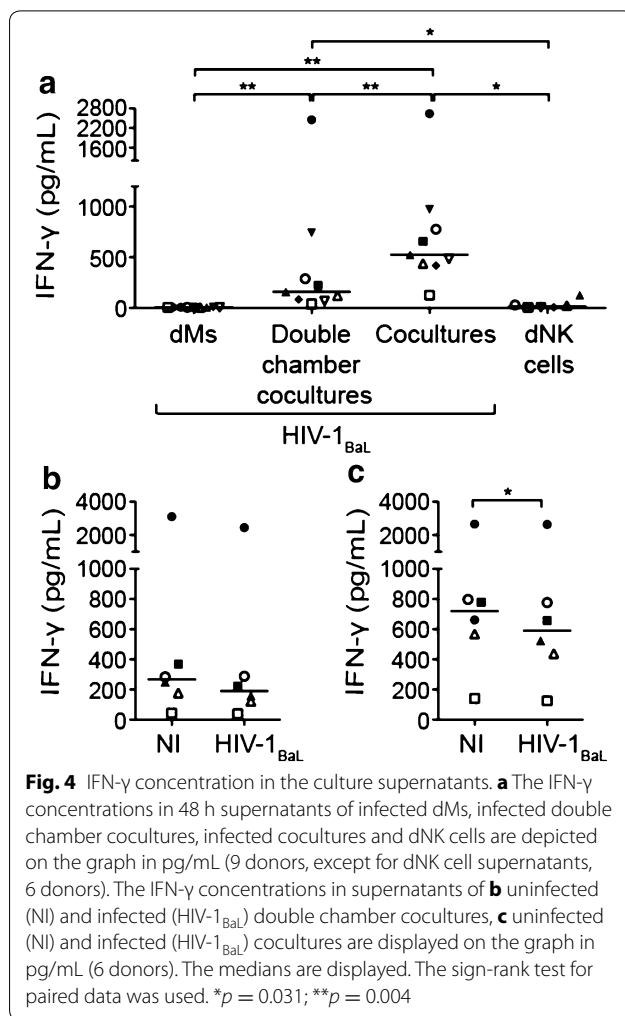 *
**
a
** ** *
2800
2200
1600
1000
500
0
IFN-γ (pg/mL)
dMs Double chamber cocultures Cocultures dNK cells
HIV-1BaL
b
4000
2000
1000
800
600
400
200
0
IFN-γ (pg/mL)
NI HIV-1BaL
c
*
4000
2000
1000
800
600
400
200
0
IFN-γ (pg/mL)
NI HIV-1BaL
Fig. 4 IFN-γ concentration in the culture supernatants. a The IFN-γ
concentrations in 48 h supernatants of infected dMs, infected double
chamber cocultures, infected cocultures and dNK cells are depicted
on the graph in pg/mL (9 donors, except for dNK cell supernatants,
6 donors). The IFN-γ concentrations in supernatants of b uninfected
(NI) and infected (HIV-1BaL) double chamber cocultures, c uninfected
(NI) and infected (HIV-1BaL) cocultures are displayed on the graph in
pg/mL (6 donors). The medians are displayed. The sign-rank test for
paired data was used. *p = 0.031; **p = 0.004